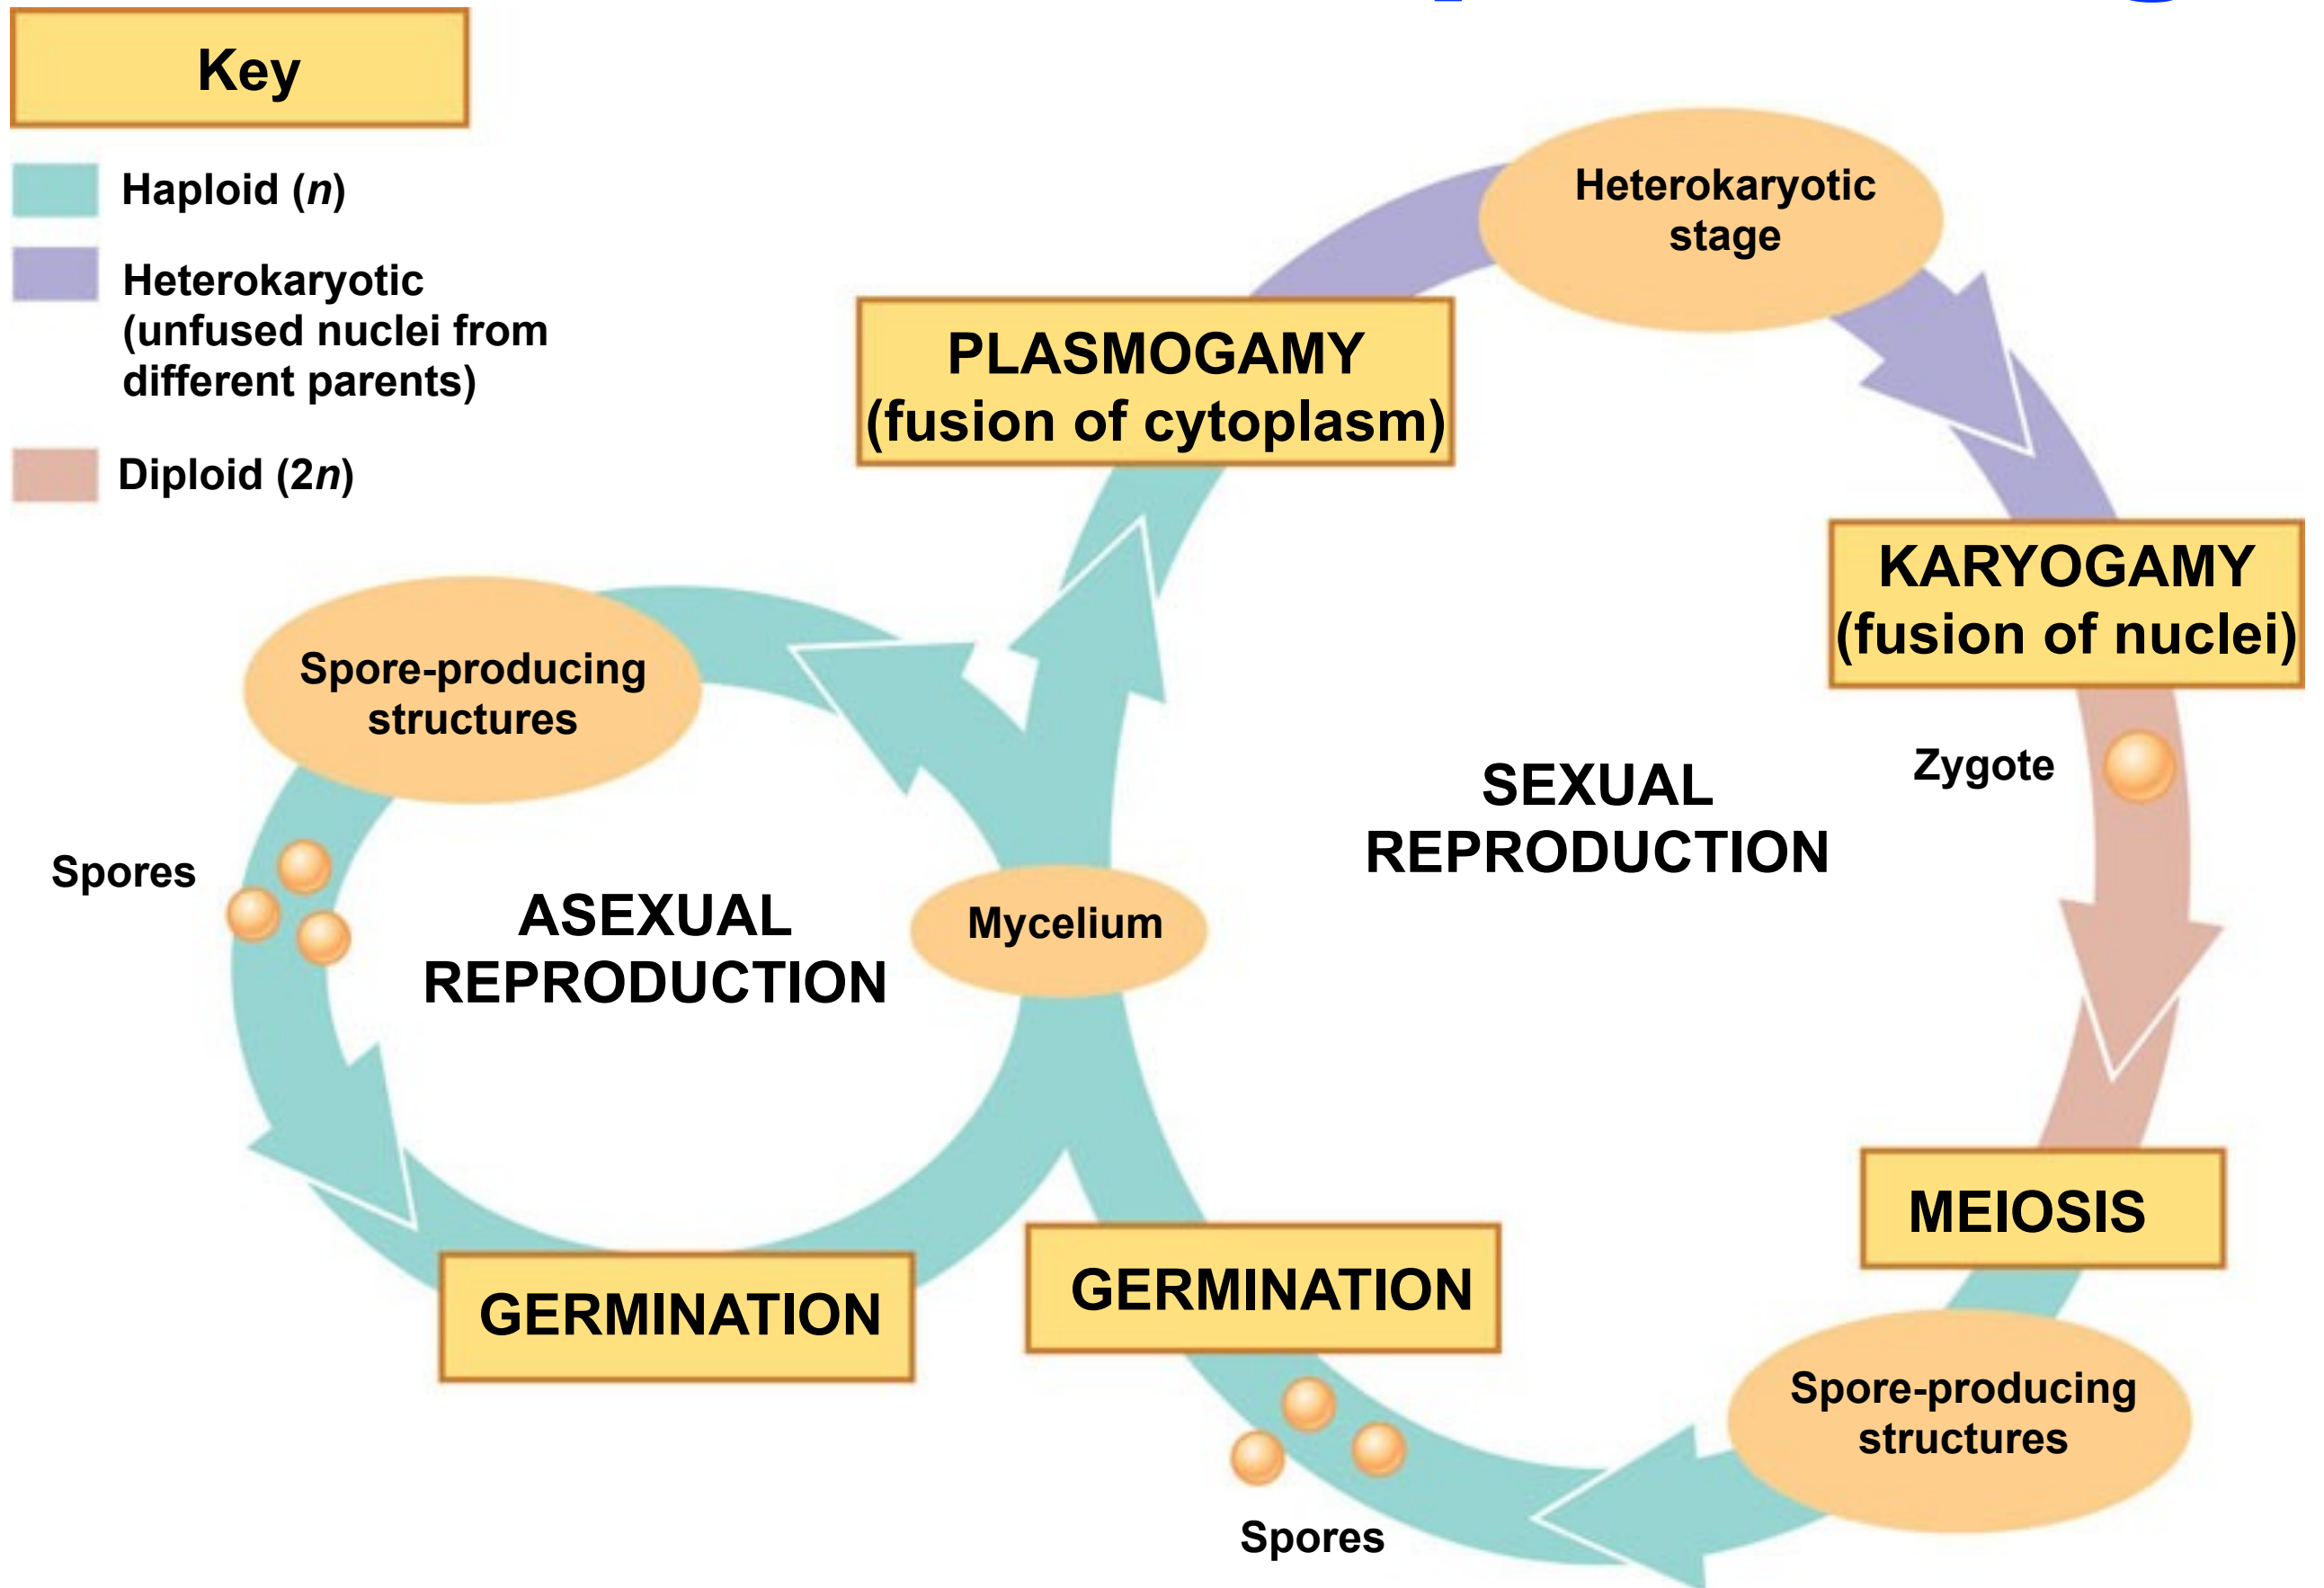 Key
Haploid (n)
Heterokaryotic
(unfused nuclei from
different parents)
Diploid (2n)
Heterokaryotic
stage
PLASMOGAMY
(fusion of cytoplasm)
KARYOGAMY
(fusion of nuclei)
Spore-producing
structures
Zygote
SEXUAL
REPRODUCTION
Spores
ASEXUAL
REPRODUCTION
Mycelium
MEIOSIS
GERMINATION
GERMINATION
Spore-producing
structures
Spores